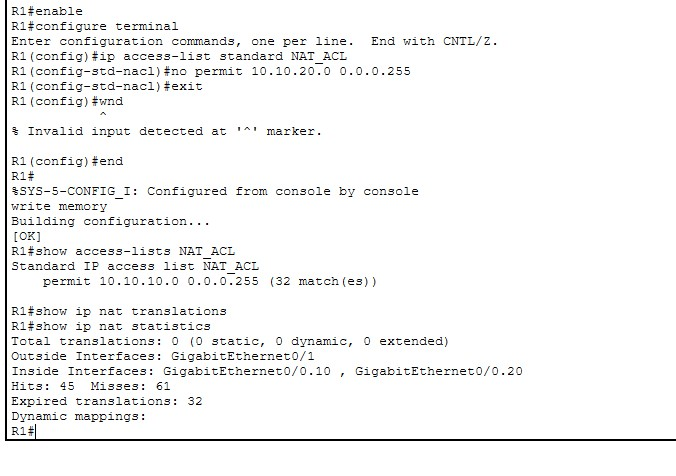 R1#enable
R1#configure terminal
Enter configuration commands, one per line.  End with CNTL/Z.
R1(config)#ip access-list standard NAT_ACL
R1(config-std-nacl)#no permit 10.10.20.0 0.0.0.255
R1(config-std-nacl)#exit
R1(config)#wnd
            ^
% Invalid input detected at '^' marker.

R1(config)#end
R1#
%SYS-5-CONFIG_I: Configured from console by console
write memory
Building configuration...
[OK]
R1#show access-lists NAT_ACL
Standard IP access list NAT_ACL
    permit 10.10.10.0 0.0.0.255 (32 match(es))

R1#show ip nat translations
R1#show ip nat statistics
Total translations: 0 (0 static, 0 dynamic, 0 extended)
Outside Interfaces: GigabitEthernet0/1
Inside Interfaces: GigabitEthernet0/0.10 , GigabitEthernet0/0.20
Hits: 45  Misses: 61
Expired translations: 32
Dynamic mappings:
R1#